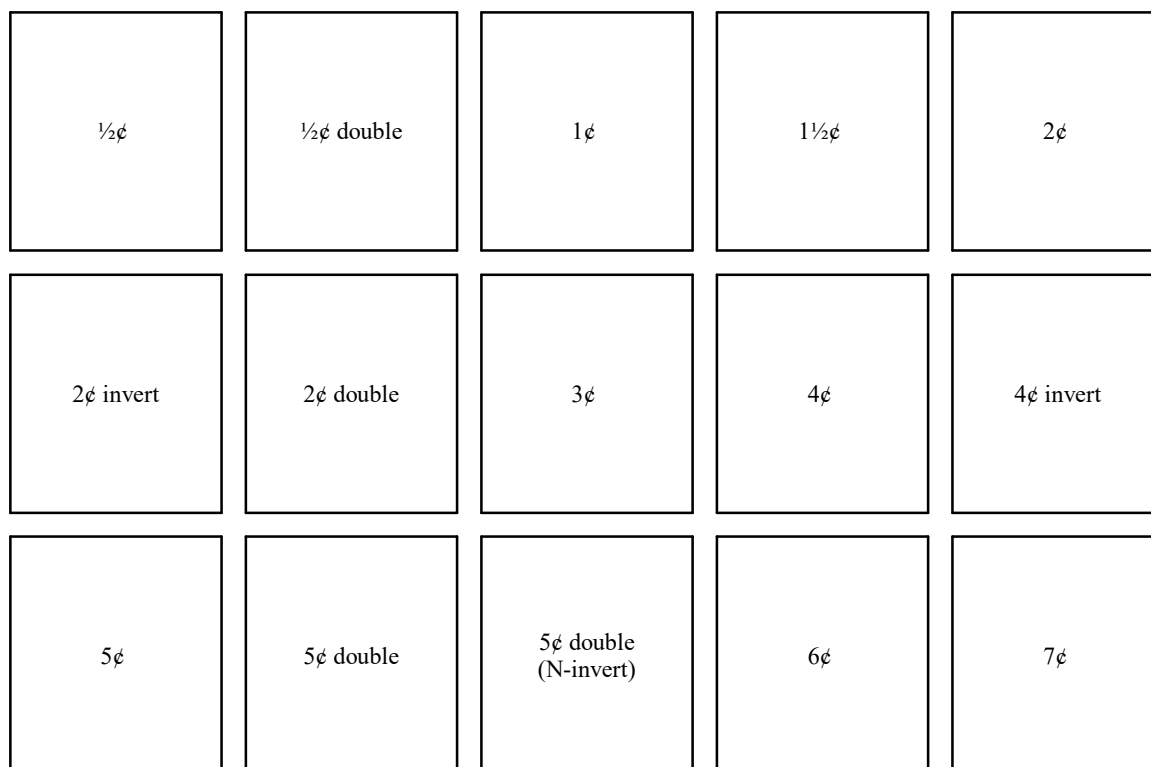 ½¢
½¢ double
1¢
1½¢
2¢
2¢ invert
2¢ double
3¢
4¢
4¢ invert
5¢
5¢ double
5¢ double
(N-invert)
6¢
7¢